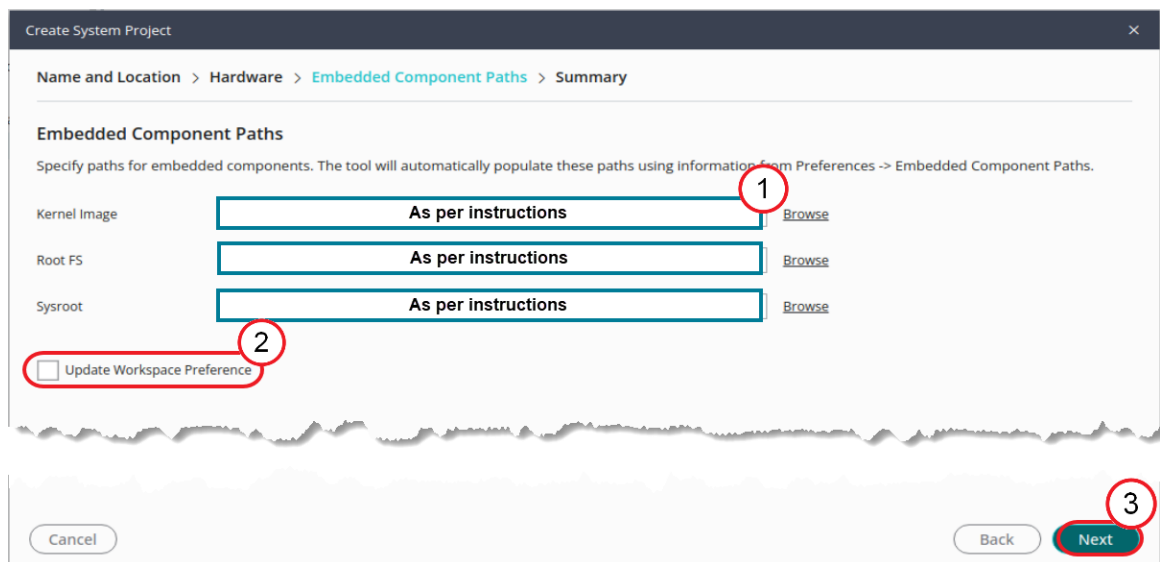 Create System Project ×
Name and Location > Hardware > Embedded Component Paths > Summary
Embedded Component Paths
Specify paths for embedded components. The tool will automatically populate these paths using information from Preferences -> Embedded Component Paths.
1
Kernel Image As per instructions Browse
Root FS As per instructions Browse
Sysroot As per instructions Browse
2
Update Workspace Preference
3
Cancel Back Next